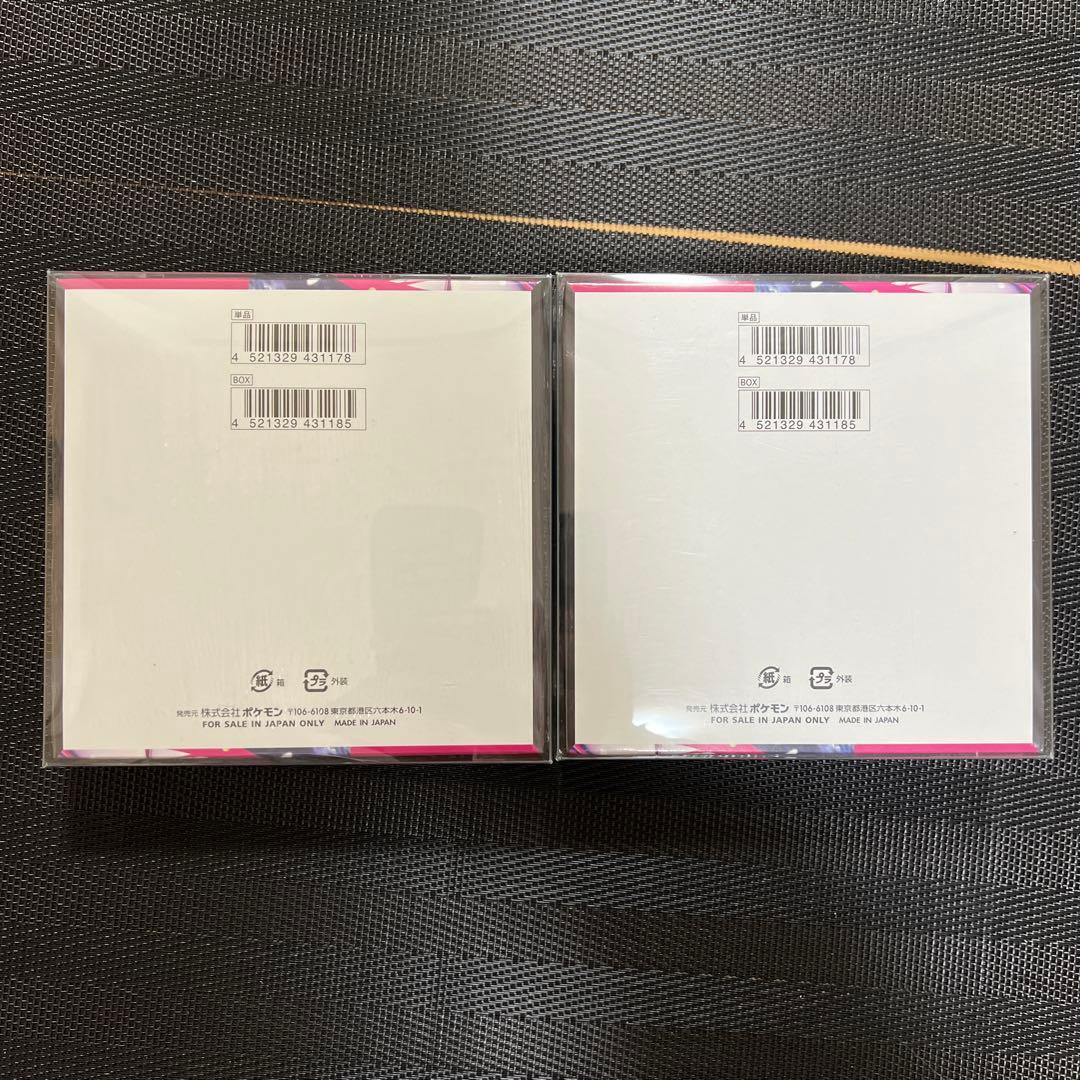 単品
4 521329 431178
BOX
4 521329 431185
紙 箱 プラ 外装
発売元 株式会社ポケモン 〒106-6108 東京都港区六本木6-10-1
FOR SALE IN JAPAN ONLY MADE IN JAPAN
単品
4 521329 431178
BOX
4 521329 431185
紙 箱 プラ 外装
発売元 株式会社ポケモン 〒106-6108 東京都港区六本木6-10-1
FOR SALE IN JAPAN ONLY MADE IN JAPAN